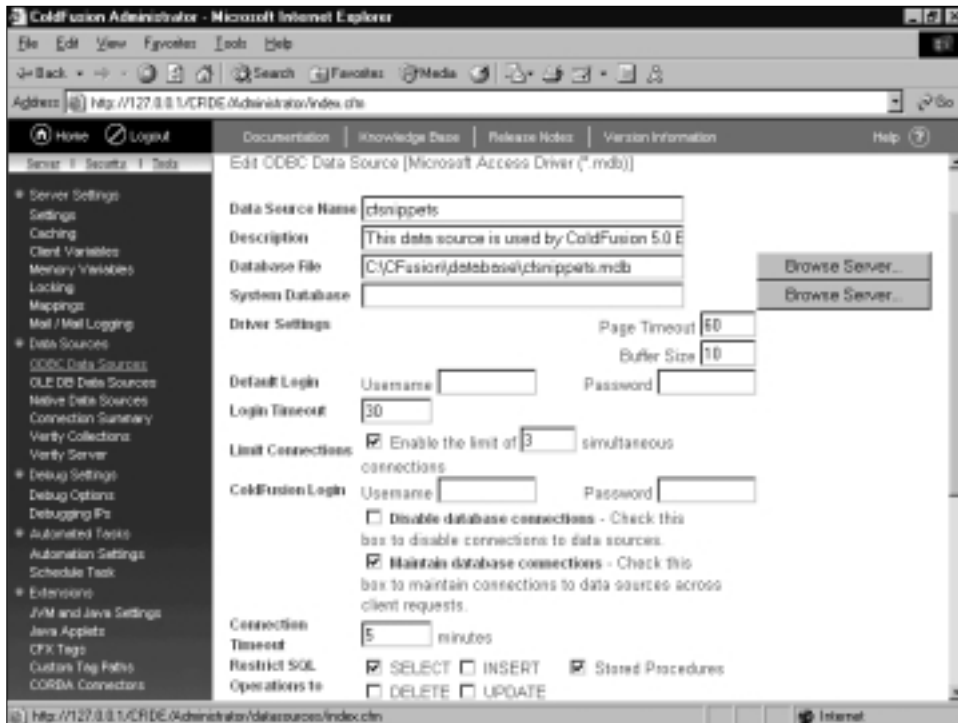 ColdFusion Administrator - Microsoft Internet Explorer
File Edit View Favorites Tools Help
Back Search Favorites Media
Address http://127.0.0.1/CFIDE/Administrator/index.cfm Go
Home Logout Documentation Knowledge Base Release Notes Version Information Help ?
Server | Security | Tools
Server Settings
Settings
Caching
Client Variables
Memory Variables
Locking
Mappings
Mail / Mail Logging
Data Sources
ODBC Data Sources
OLE DB Data Sources
Native Data Sources
Connection Summary
Verity Collections
Verity Server
Debug Settings
Debug Options
Debugging IPs
Automated Tasks
Automation Settings
Schedule Task
Extensions
JVM and Java Settings
Java Applets
CFX Tags
Custom Tag Paths
CORBA Connectors
Edit ODBC Data Source [Microsoft Access Driver (*.mdb)]
Data Source Name cfsnippets
Description This data source is used by ColdFusion 5.0 E
Database File C:\CFusion\database\cfsnippets.mdb Browse Server...
System Database Browse Server...
Driver Settings Page Timeout 60
Buffer Size 10
Default Login Username Password
Login Timeout 30
Limit Connections Enable the limit of 3 simultaneous
connections
ColdFusion Login Username Password
Disable database connections - Check this
box to disable connections to data sources.
Maintain database connections - Check this
box to maintain connections to data sources across
client requests.
Connection
Timeout 5 minutes
Restrict SQL SELECT INSERT Stored Procedures
Operations to DELETE UPDATE
http://127.0.0.1/CFIDE/Administrator/datasources/index.cfm Internet